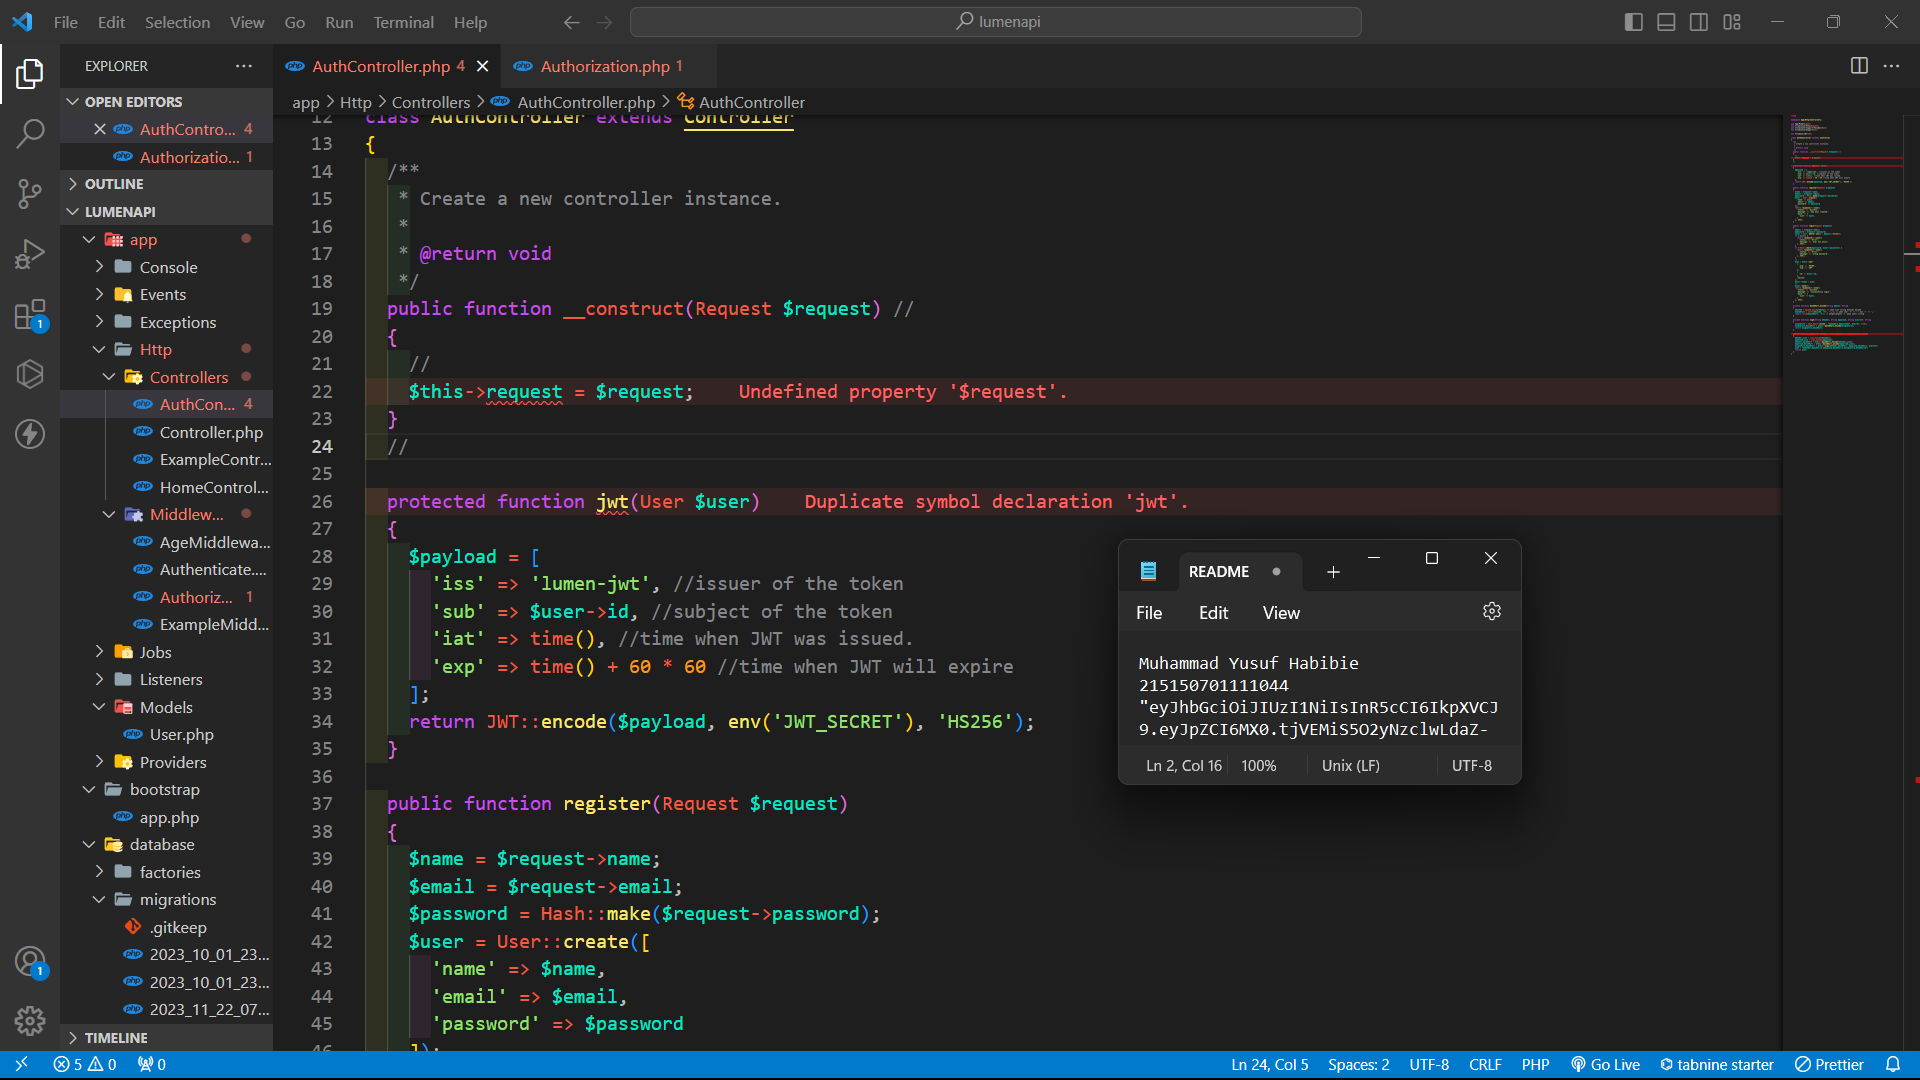 File Edit Selection View Go Run Terminal Help
lumenapi
EXPLORER
OPEN EDITORS
AuthContro... 4
Authorizatio... 1
OUTLINE
LUMENAPI
app
Console
Events
Exceptions
Http
Controllers
AuthCon... 4
Controller.php
ExampleContr...
HomeControl...
Middlew...
AgeMiddlewa...
Authenticate....
Authoriz... 1
ExampleMidd...
Jobs
Listeners
Models
User.php
Providers
bootstrap
app.php
database
factories
migrations
.gitkeep
2023_10_01_23...
2023_10_01_23...
2023_11_22_07...
TIMELINE
AuthController.php 4 Authorization.php 1
app > Http > Controllers > AuthController.php > AuthController
12 class AuthController extends Controller
13 {
14 /**
15 * Create a new controller instance.
16 *
17 * @return void
18 */
19 public function __construct(Request $request) //
20 {
21 //
22 $this->request = $request; Undefined property '$request'.
23 }
24 //
25
26 protected function jwt(User $user) Duplicate symbol declaration 'jwt'.
27 {
28 $payload = [
29 'iss' => 'lumen-jwt', //issuer of the token
30 'sub' => $user->id, //subject of the token
31 'iat' => time(), //time when JWT was issued.
32 'exp' => time() + 60 * 60 //time when JWT will expire
33 ];
34 return JWT::encode($payload, env('JWT_SECRET'), 'HS256');
35 }
36
37 public function register(Request $request)
38 {
39 $name = $request->name;
40 $email = $request->email;
41 $password = Hash::make($request->password);
42 $user = User::create([
43 'name' => $name,
44 'email' => $email,
45 'password' => $password
46 ]);
README
File Edit View
Muhammad Yusuf Habibie
215150701111044
"eyJhbGciOiJIUzI1NiIsInR5cCI6IkpXVCJ
9.eyJpZCI6MX0.tjVEMiS5O2yNzclwLdaZ-
Ln 2, Col 16 100% Unix (LF) UTF-8
1
1
5 0 0 Ln 24, Col 5 Spaces: 2 UTF-8 CRLF PHP Go Live tabnine starter Prettier